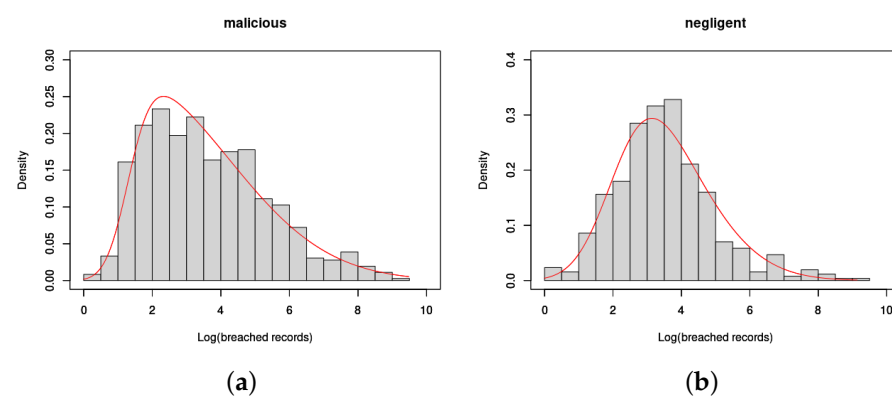 malicious
0.30
0.25
0.20
0.15
0.10
0.05
0.00
Density
0 2 4 6 8 10
Log(breached records)
(a)
negligent
0.4
0.3
0.2
0.1
0.0
Density
0 2 4 6 8 10
Log(breached records)
(b)